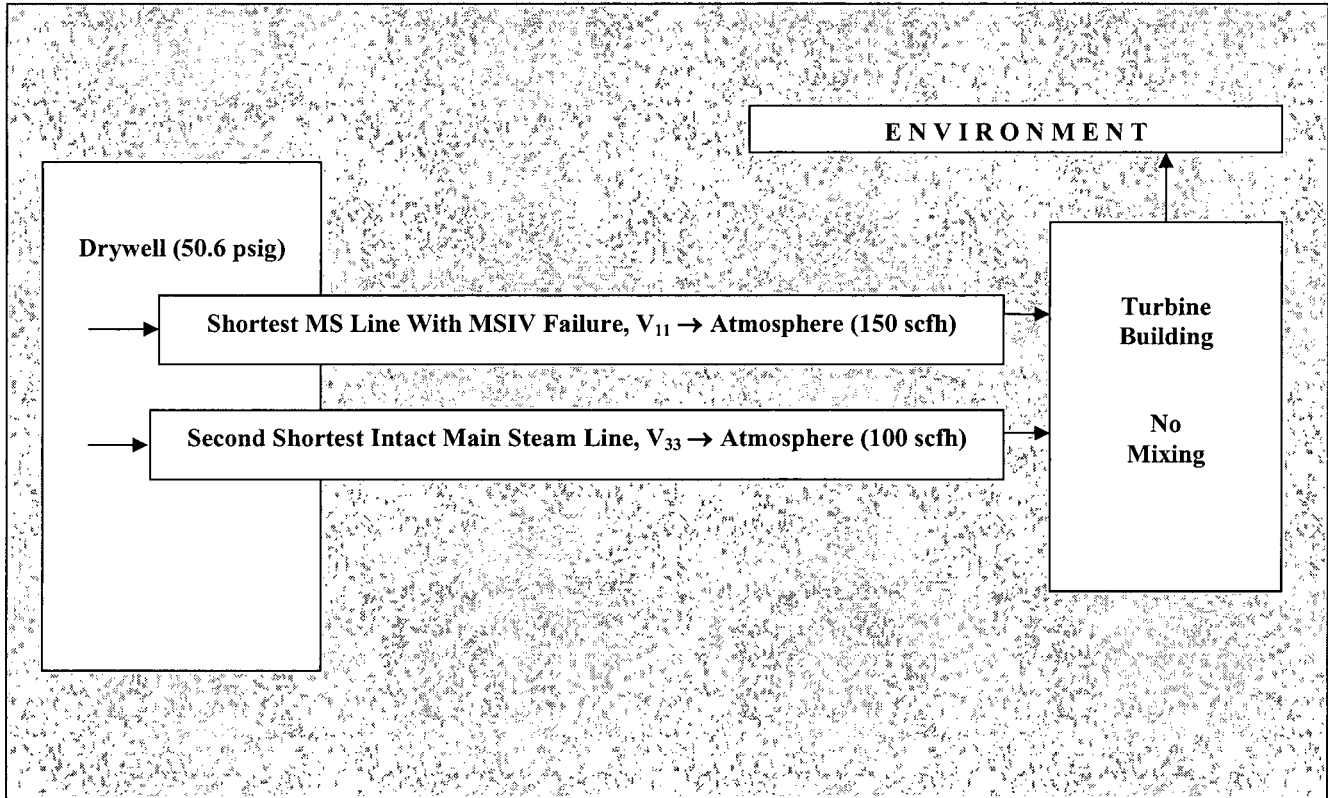 E N V I R O N M E N T
Drywell (50.6 psig)
Shortest MS Line With MSIV Failure, V₁₁ → Atmosphere (150 scfh)
Turbine
Building
Second Shortest Intact Main Steam Line, V₃₃ → Atmosphere (100 scfh)
No
Mixing